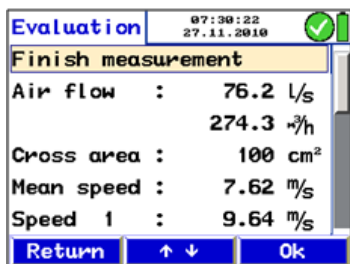 Evaluation 07:30:22
27.11.2010
Finish measurement
Air flow : 76.2 l/s
274.3 m³/h
Cross area : 100 cm²
Mean speed : 7.62 m/s
Speed 1 : 9.64 m/s
Return ↑ ↓ Ok